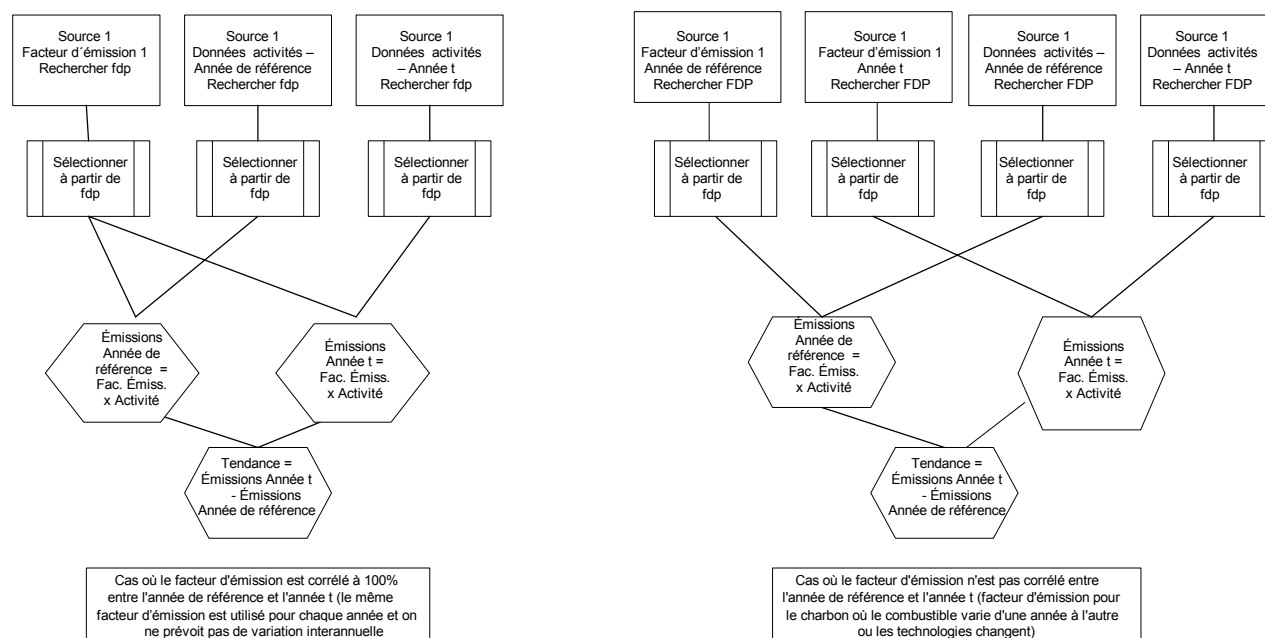 Source 1
Facteur d´émission 1
Rechercher fdp
Source 1
Données activités –
Année de référence
Rechercher fdp
Source 1
Données activités
– Année t
Rechercher fdp
Sélectionner
à partir de
fdp
Sélectionner
à partir de
fdp
Sélectionner
à partir de
fdp
Émissions
Année de
référence =
Fac. Émiss.
x Activité
Émissions
Année t =
Fac. Émiss.
x Activité
Tendance =
Émissions Année t
- Émissions
Année de référence
Cas où le facteur d'émission est corrélé à 100%
entre l'année de référence et l'année t (le même
facteur d'émission est utilisé pour chaque année et on
ne prévoit pas de variation interannuelle
Source 1
Facteur d'émission 1
Année de référence
Rechercher FDP
Source 1
Facteur d'émission 1
Année t
Rechercher FDP
Source 1
Données activités –
Année de référence
Rechercher FDP
Source 1
Données activités
– Année t
Rechercher FDP
Sélectionner
à partir de
fdp
Sélectionner
à partir de
fdp
Sélectionner
à partir de
fdp
Sélectionner
à partir de
fdp
Émissions
Année de
référence =
Fac. Émiss.
x Activité
Émissions
Année t =
Fac. Émiss.
x Activité
Tendance =
Émissions Année t
- Émissions
Année de référence
Cas où le facteur d'émission n'est pas corrélé entre
l'année de référence et l'année t (facteur d'émission pour
le charbon où le combustible varie d'une année à l'autre
ou les technologies changent)